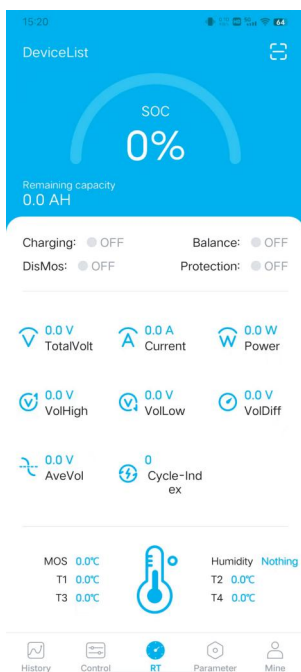 15:20
64
DeviceList
SOC
0%
Remaining capacity
0.0 AH
Charging: OFF
Balance: OFF
DisMos: OFF
Protection: OFF
0.0 V
TotalVolt
0.0 A
Current
0.0 W
Power
0.0 V
VolHigh
0.0 V
VolLow
0.0 V
VolDiff
0.0 V
AveVol
0
Cycle-Ind
ex
MOS 0.0℃
Humidity Nothing
T1 0.0℃
T2 0.0℃
T3 0.0℃
T4 0.0℃
History
Control
RT
Parameter
Mine